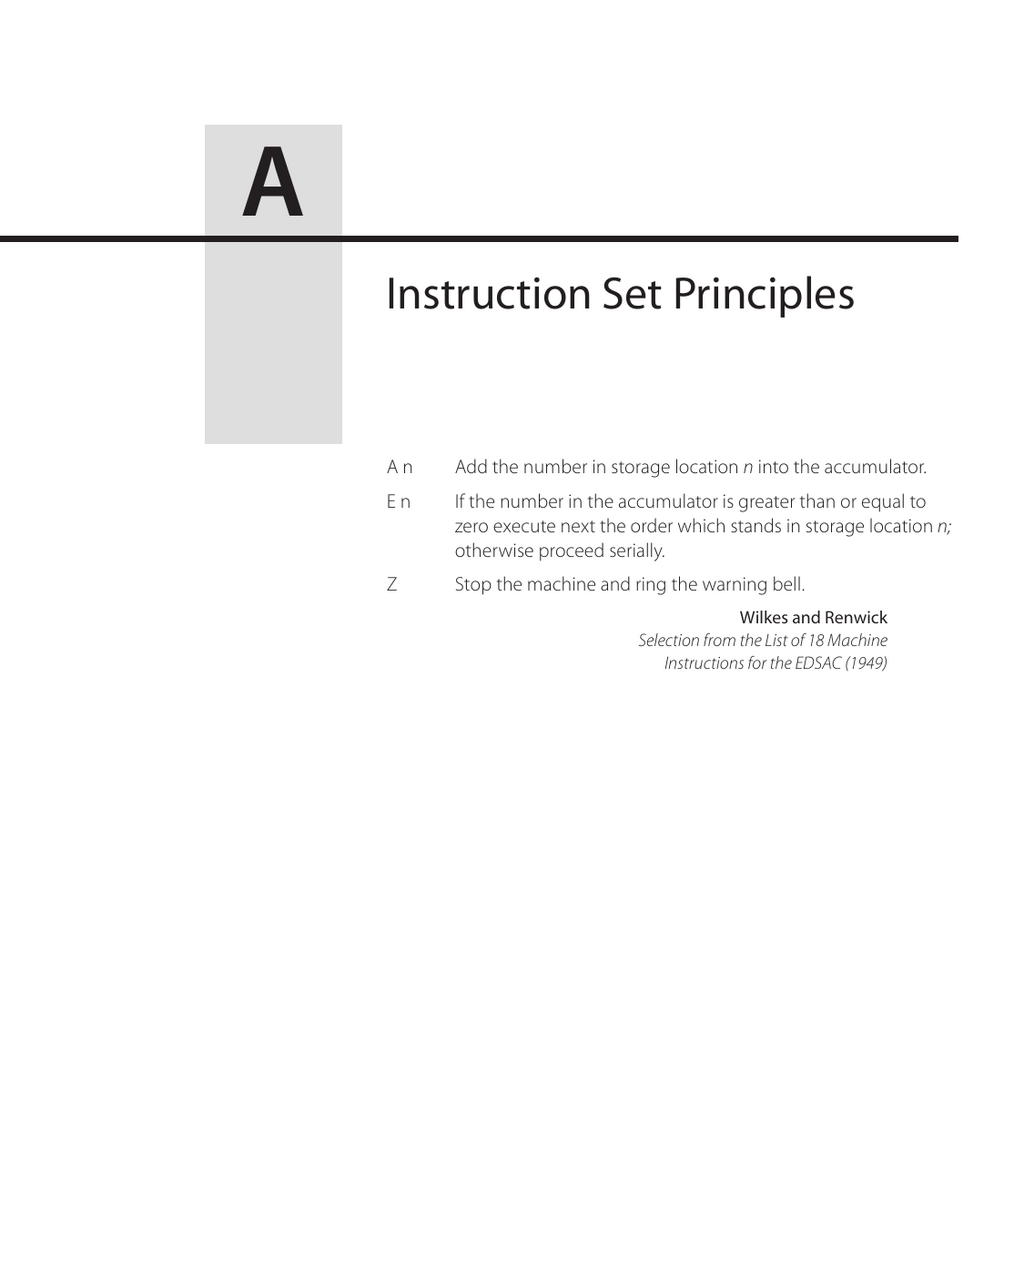 A
Instruction Set Principles
A n Add the number in storage location n into the accumulator.
E n If the number in the accumulator is greater than or equal to
zero execute next the order which stands in storage location n;
otherwise proceed serially.
Z Stop the machine and ring the warning bell.
Wilkes and Renwick
Selection from the List of 18 Machine
Instructions for the EDSAC (1949)